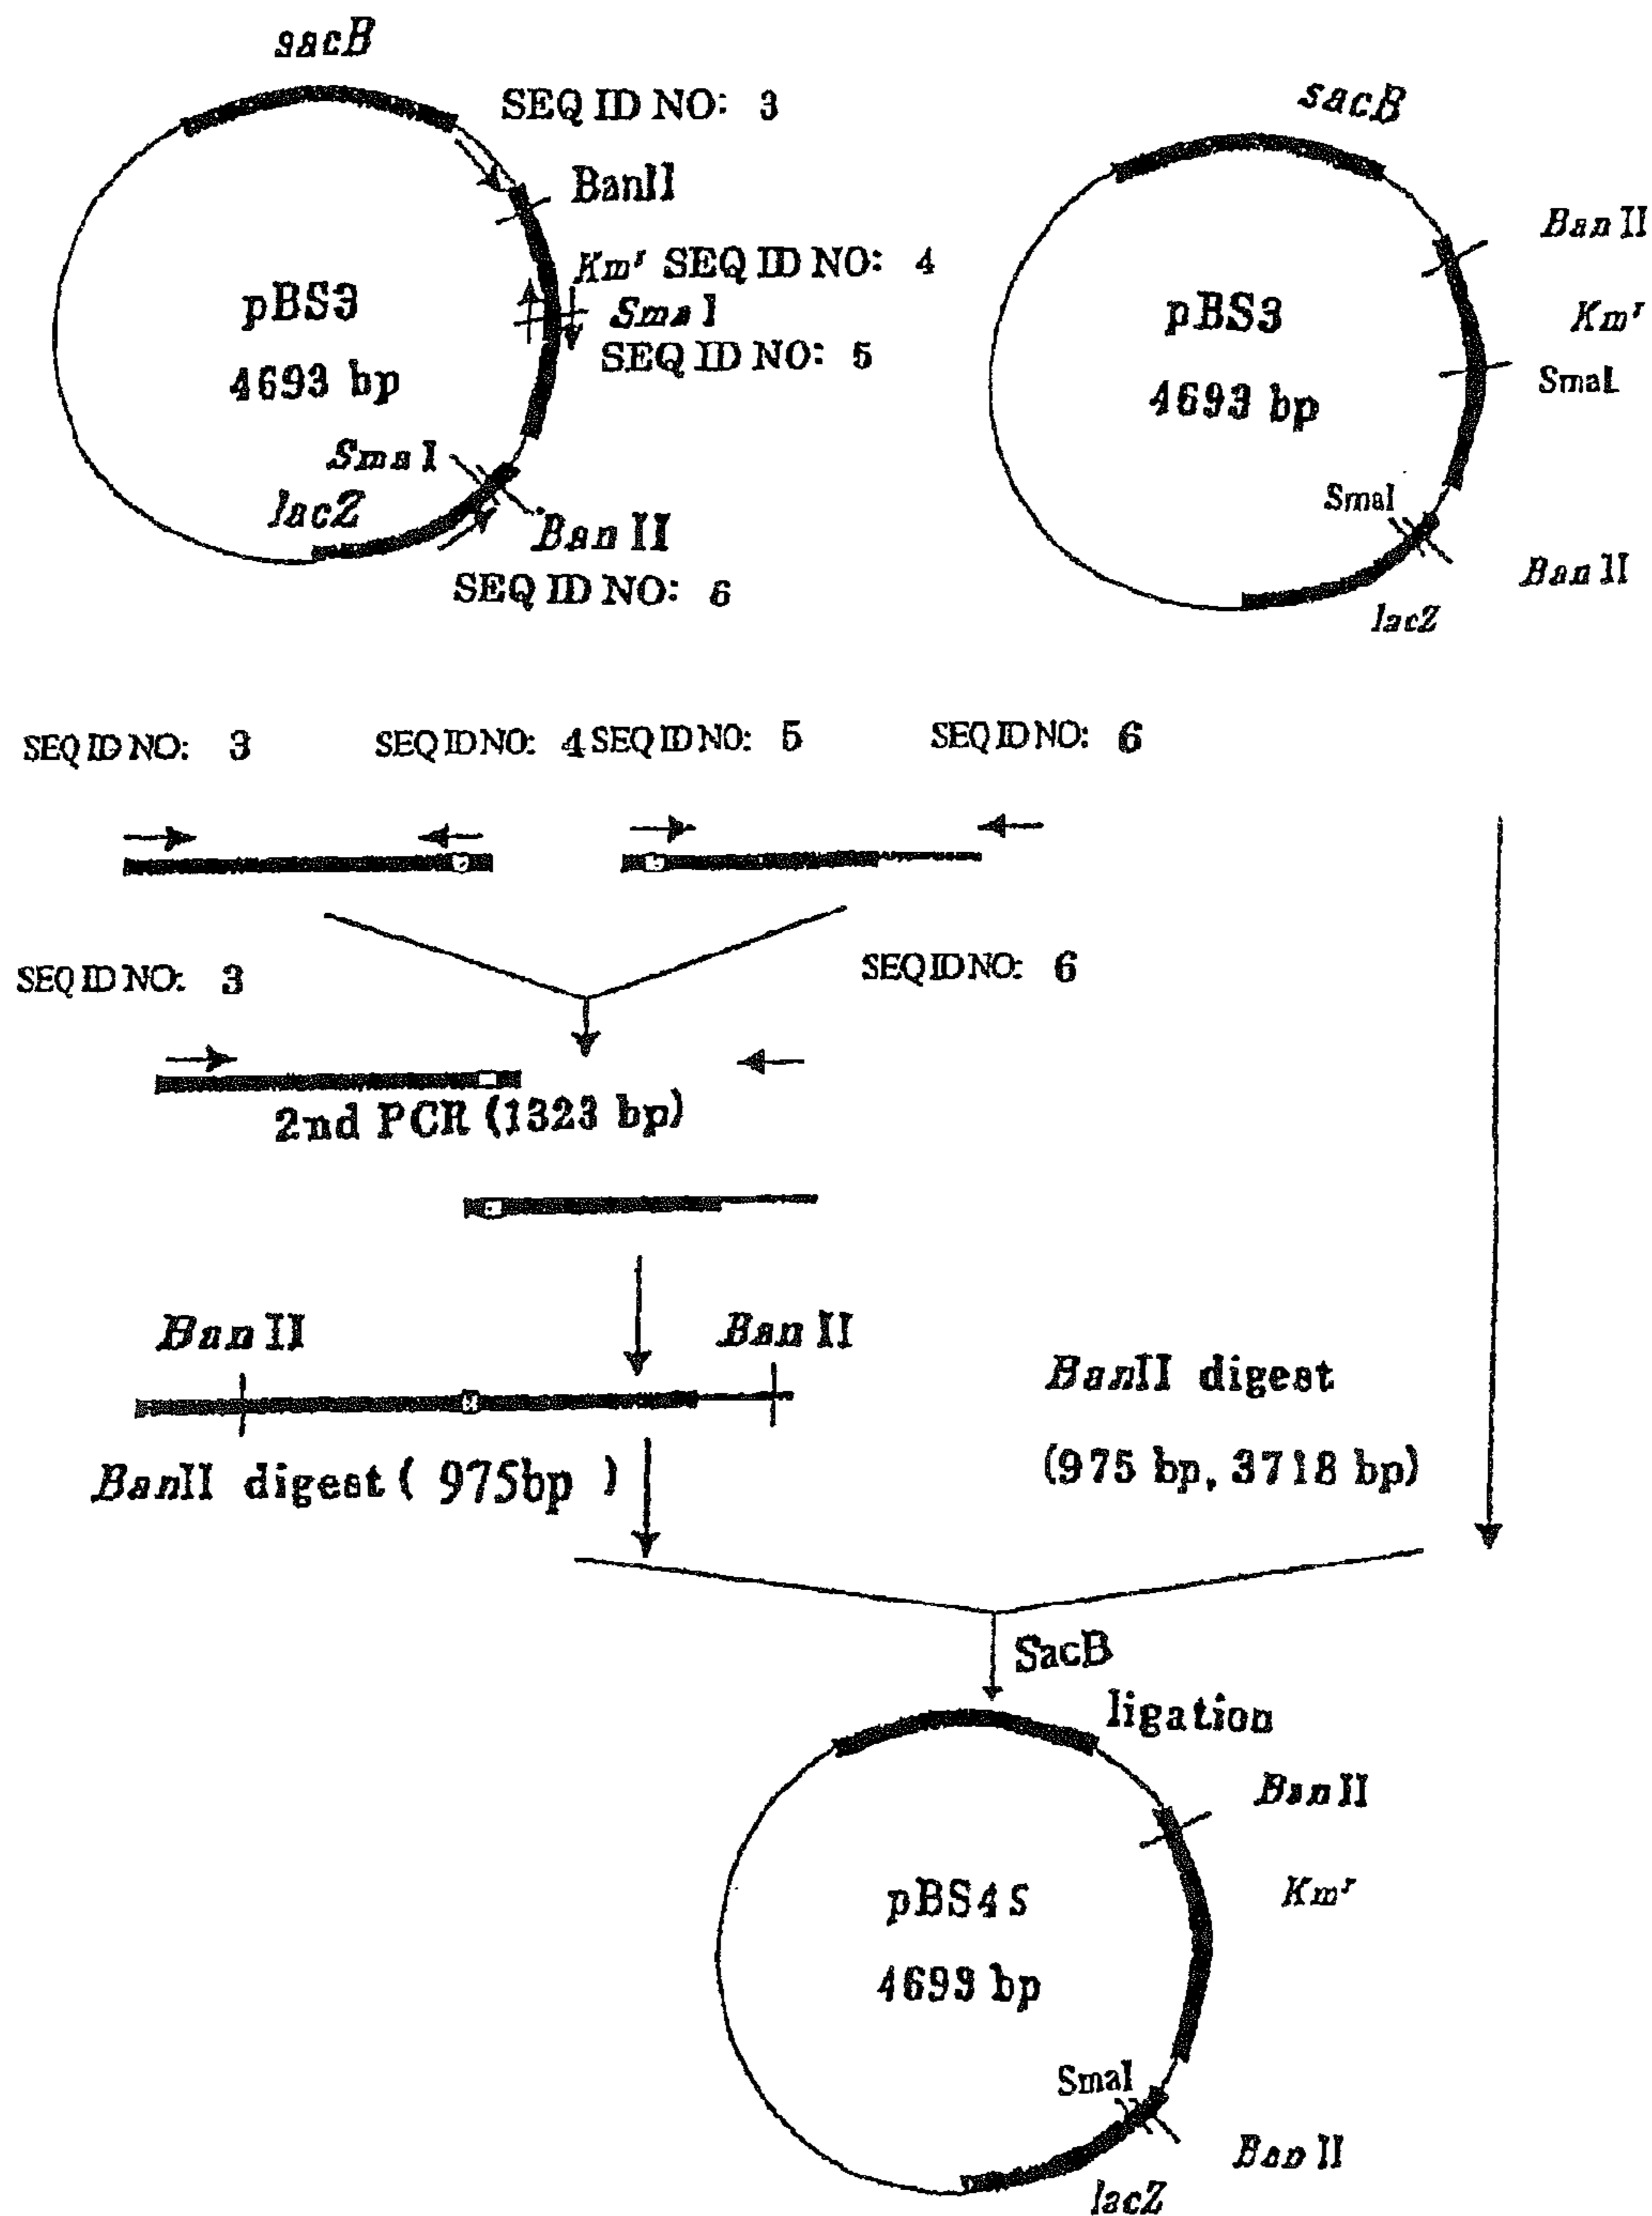 sacB
SEQ ID NO: 3
BanII
Kmʳ SEQ ID NO: 4
SmaI
SEQ ID NO: 5
pBS3
4693 bp
SmaI
lacZ
BanII
SEQ ID NO: 6
sacB
BanII
Kmʳ
SmaI
pBS3
4693 bp
SmaI
BanII
lacZ
SEQ ID NO: 3
SEQ ID NO: 4
SEQ ID NO: 5
SEQ ID NO: 6
SEQ ID NO: 3
SEQ ID NO: 6
2nd PCR (1323 bp)
BanII
BanII
BanII digest ( 975bp )
BanII digest
(975 bp, 3718 bp)
SacB
ligation
BanII
Kmʳ
pBS4S
4693 bp
SmaI
BanII
lacZ